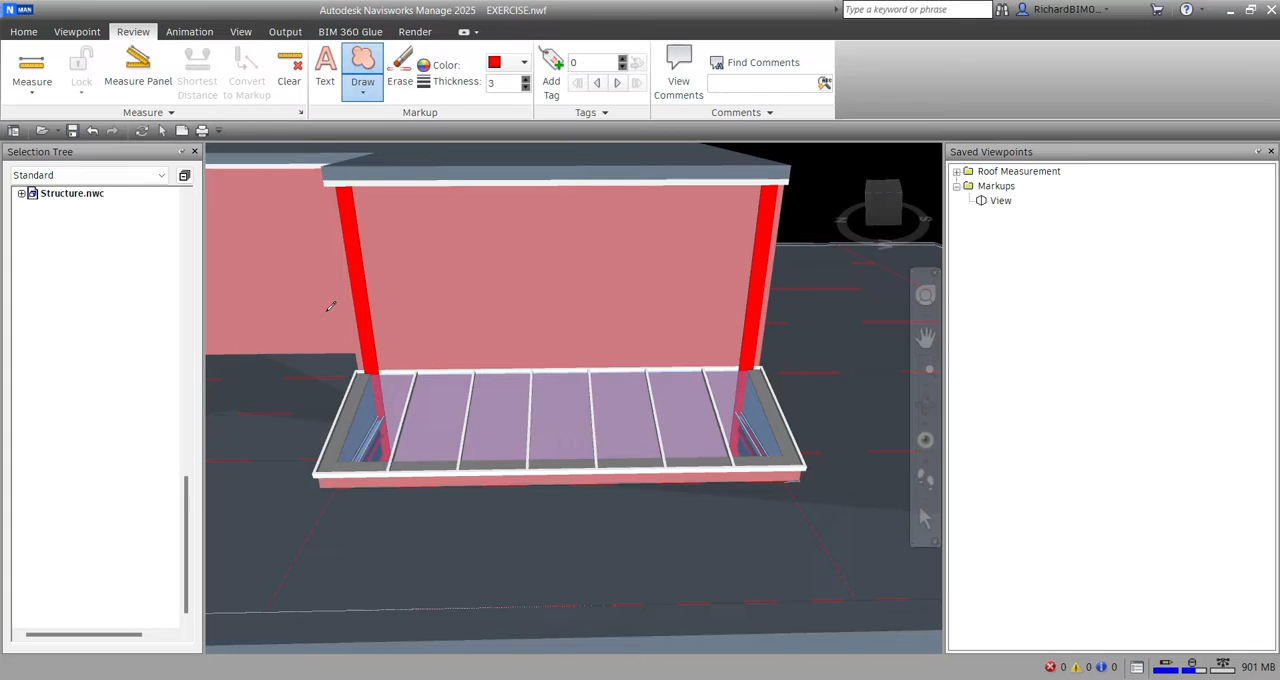 N MAN
Autodesk Navisworks Manage 2025 EXERCISE.nwf
Type a keyword or phrase
RichardBIMO...
Home Viewpoint Review Animation View Output BIM 360 Glue Render
Measure
Lock
Measure Panel
Shortest
Distance
Convert
to Markup
Clear
Text
Draw
Erase
Color:
Thickness: 3
Add
Tag
0
View
Comments
Find Comments
Measure Markup Tags Comments
Selection Tree
Standard
Structure.nwc
Saved Viewpoints
Roof Measurement
Markups
View
0 0 0 901 MB